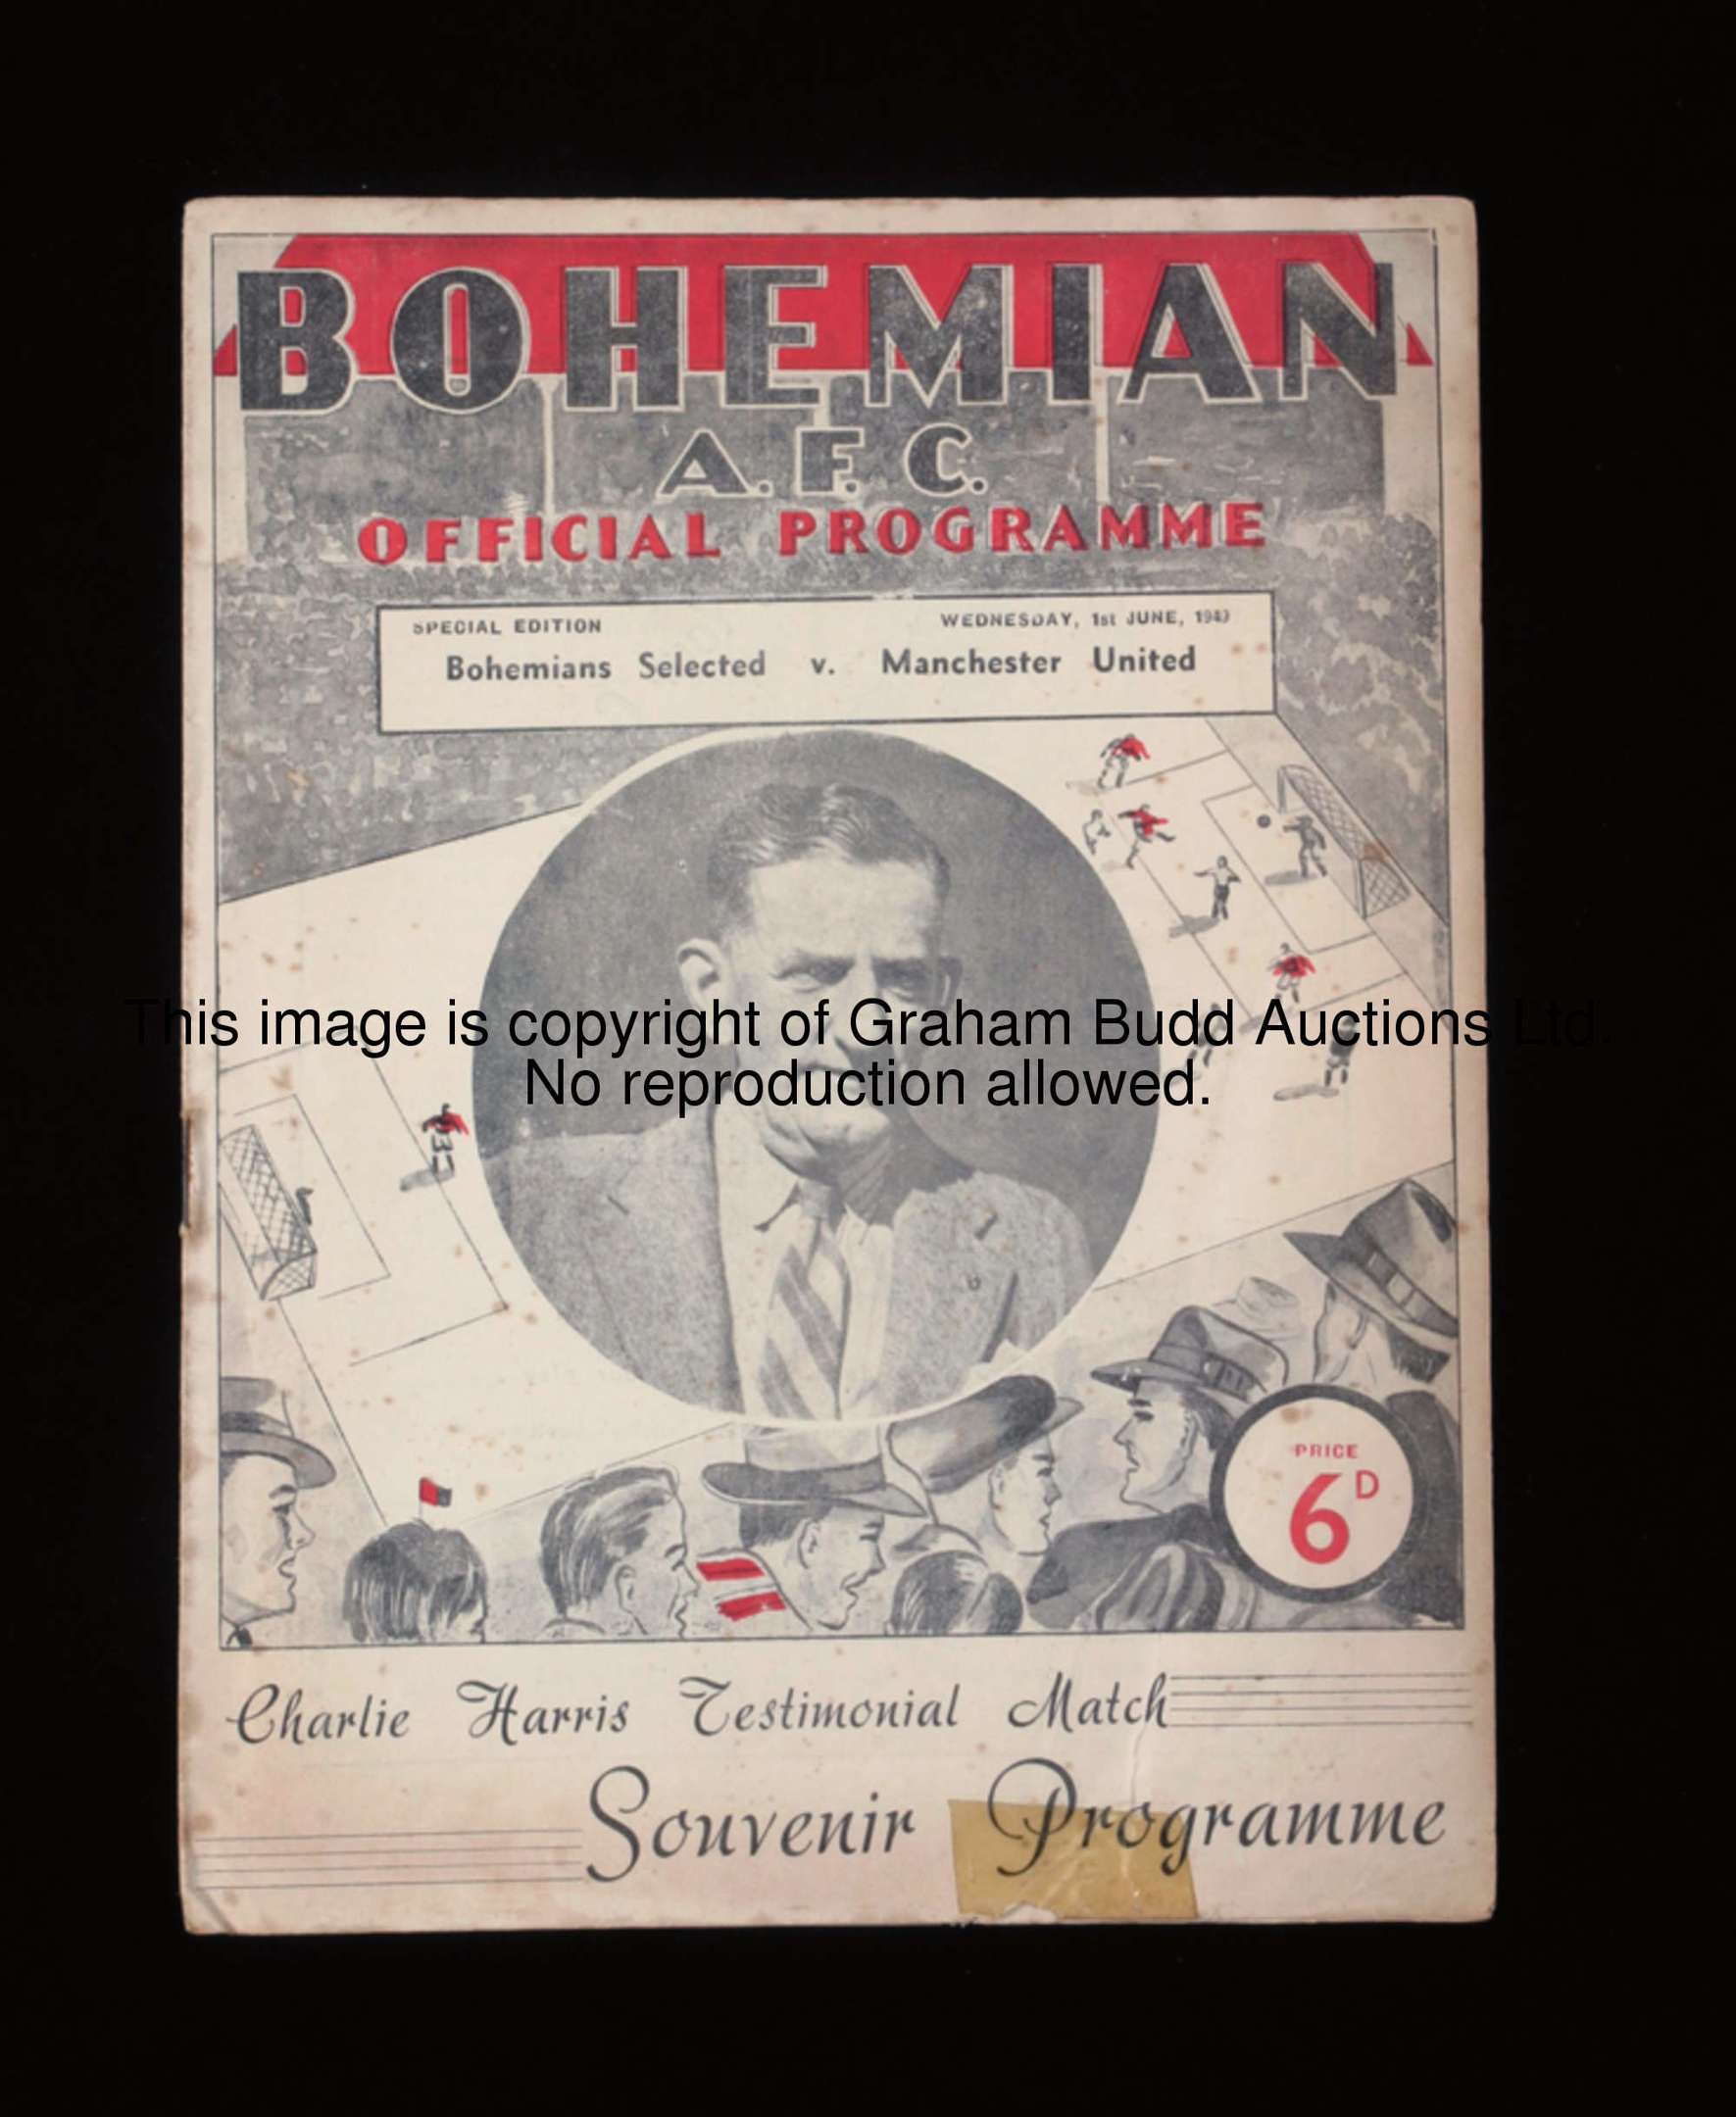 BOHEMIAN
A. F. C.
OFFICIAL PROGRAMME
SPECIAL EDITION WEDNESDAY, 1st JUNE, 1949
Bohemians Selected v. Manchester United
This image is copyright of Graham Budd Auctions Ltd.
No reproduction allowed.
PRICE
6D
Charlie Harris Testimonial Match
Souvenir Programme